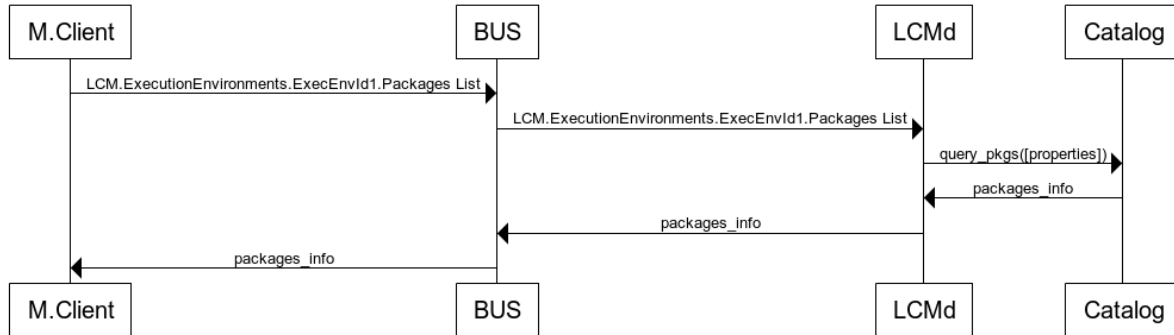 M.Client
BUS
LCMd
Catalog
LCM.ExecutionEnvironments.ExecEnvId1.Packages List
LCM.ExecutionEnvironments.ExecEnvId1.Packages List
query_pkgs([properties])
packages_info
packages_info
packages_info
M.Client
BUS
LCMd
Catalog